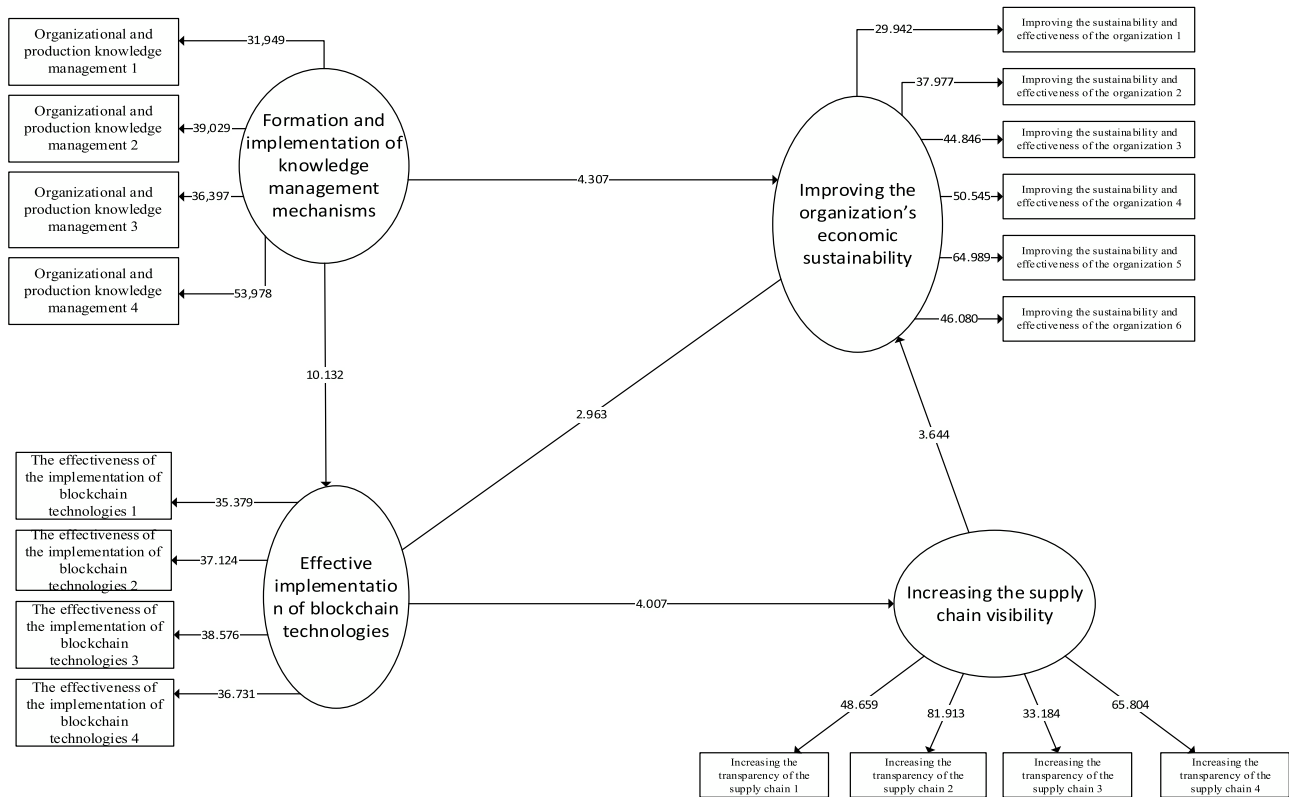 Organizational and
production knowledge
management 1
31,949
Organizational and
production knowledge
management 2
39,029
Organizational and
production knowledge
management 3
36,397
Organizational and
production knowledge
management 4
53,978
Formation and
implementation of
knowledge
management
mechanisms
4.307
10.132
Improving the
organization’s
economic
sustainability
29.942
Improving the sustainability and
effectiveness of the organization 1
37.977
Improving the sustainability and
effectiveness of the organization 2
44.846
Improving the sustainability and
effectiveness of the organization 3
50.545
Improving the sustainability and
effectiveness of the organization 4
64.989
Improving the sustainability and
effectiveness of the organization 5
46.080
Improving the sustainability and
effectiveness of the organization 6
2.963
3.644
The effectiveness of
the implementation of
blockchain
technologies 1
35.379
The effectiveness of
the implementation of
blockchain
technologies 2
37.124
The effectiveness of
the implementation of
blockchain
technologies 3
38.576
The effectiveness of
the implementation of
blockchain
technologies 4
36.731
Effective
implementatio
n of blockchain
technologies
4.007
Increasing the supply
chain visibility
48.659
81.913
33.184
65.804
Increasing the
transparency of the
supply chain 1
Increasing the
transparency of the
supply chain 2
Increasing the
transparency of the
supply chain 3
Increasing the
transparency of the
supply chain 4